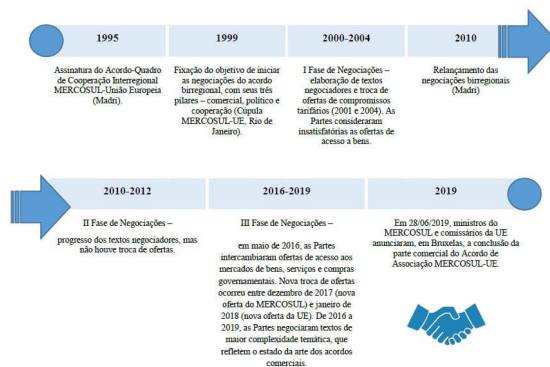 1995
Assinatura do Acordo-Quadro
de Cooperação Interregional
MERCOSUL-União Europeia
(Madri).
1999
Fixação do objetivo de iniciar
as negociações do acordo
birregional, com seus três
pilares – comercial, político e
cooperação (Cúpula
MERCOSUL-UE, Rio de
Janeiro).
2000-2004
I Fase de Negociações –
elaboração de textos
negociadores e troca de
ofertas de compromissos
tarifários (2001 e 2004). As
Partes consideraram
insatisfatórias as ofertas de
acesso a bens.
2010
Relançamento das
negociações birregionais
(Madri)
2010-2012
II Fase de Negociações –
progresso dos textos negociadores, mas
não houve troca de ofertas.
2016-2019
III Fase de Negociações –
em maio de 2016, as Partes
intercambiaram ofertas de acesso aos
mercados de bens, serviços e compras
governamentais. Nova troca de ofertas
ocorreu entre dezembro de 2017 (nova
oferta do MERCOSUL) e janeiro de
2018 (nova oferta da UE). De 2016 a
2019, as Partes negociaram textos de
maior complexidade temática, que
refletem o estado da arte dos acordos
comerciais.
2019
Em 28/06/2019, ministros do
MERCOSUL e comissários da UE
anunciaram, em Bruxelas, a conclusão da
parte comercial do Acordo de
Associação MERCOSUL-UE.